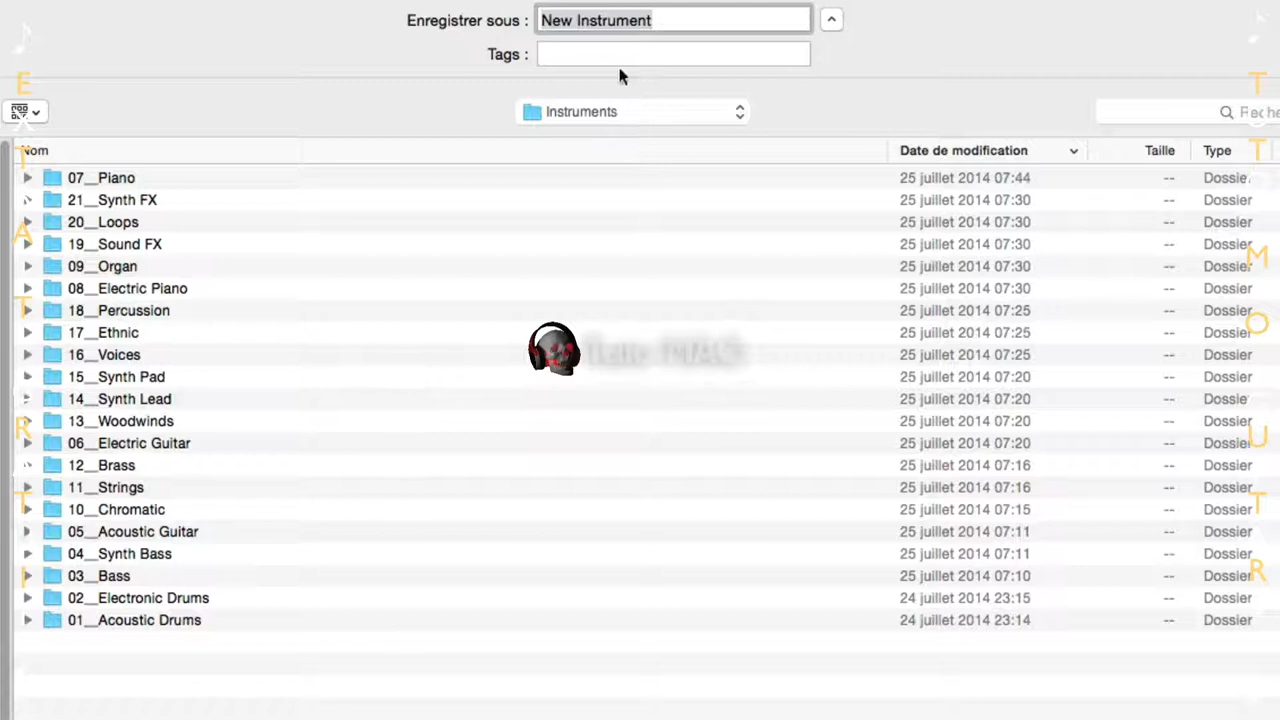 Enregistrer sous : New Instrument
Tags :
Instruments
Reche
Nom Date de modification Taille Type
07__Piano 25 juillet 2014 07:44 -- Dossie
21__Synth FX 25 juillet 2014 07:30 -- Dossier
20__Loops 25 juillet 2014 07:30 -- Dossier
19__Sound FX 25 juillet 2014 07:30 -- Dossier
09__Organ 25 juillet 2014 07:30 -- Dossier
08__Electric Piano 25 juillet 2014 07:30 -- Dossier
18__Percussion 25 juillet 2014 07:25 -- Dossier
17__Ethnic 25 juillet 2014 07:25 -- Dossier
16__Voices 25 juillet 2014 07:25 -- Dossier
15__Synth Pad 25 juillet 2014 07:20 -- Dossier
14__Synth Lead 25 juillet 2014 07:20 -- Dossie
13__Woodwinds 25 juillet 2014 07:20 -- Dossier
06__Electric Guitar 25 juillet 2014 07:20 -- Dossier
12__Brass 25 juillet 2014 07:16 -- Dossier
11__Strings 25 juillet 2014 07:16 -- Dossier
10__Chromatic 25 juillet 2014 07:15 -- Dossier
05__Acoustic Guitar 25 juillet 2014 07:11 -- Dossier
04__Synth Bass 25 juillet 2014 07:11 -- Dossier
03__Bass 25 juillet 2014 07:10 -- Dossier
02__Electronic Drums 24 juillet 2014 23:15 -- Dossier
01__Acoustic Drums 24 juillet 2014 23:14 -- Dossier